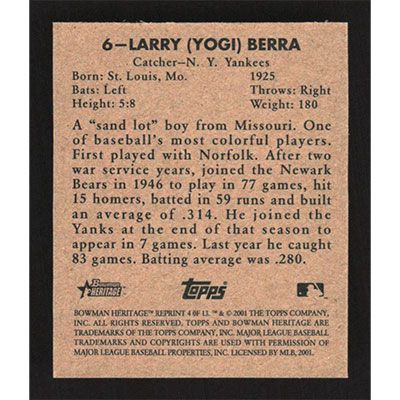 6—LARRY (YOGI) BERRA
Catcher—N. Y. Yankees
Born: St. Louis, Mo. 1925
Bats: Left Throws: Right
Height: 5:8 Weight: 180
A "sand lot" boy from Missouri. One
of baseball's most colorful players.
First played with Norfolk. After two
war service years, joined the Newark
Bears in 1946 to play in 77 games, hit
15 homers, batted in 59 runs and built
an average of .314. He joined the
Yanks at the end of that season to
appear in 7 games. Last year he caught
83 games. Batting average was .280.
Bowman HERITAGE topps
BOWMAN HERITAGE™ REPRINT 4 OF 13. ™ & © 2001 THE TOPPS COMPANY,
INC. ALL RIGHTS RESERVED. TOPPS AND BOWMAN HERITAGE ARE
TRADEMARKS OF THE TOPPS COMPANY, INC. MAJOR LEAGUE BASEBALL
TRADEMARKS AND COPYRIGHTS ARE USED WITH PERMISSION OF
MAJOR LEAGUE BASEBALL PROPERTIES, INC. LICENSED BY MLB, 2001.